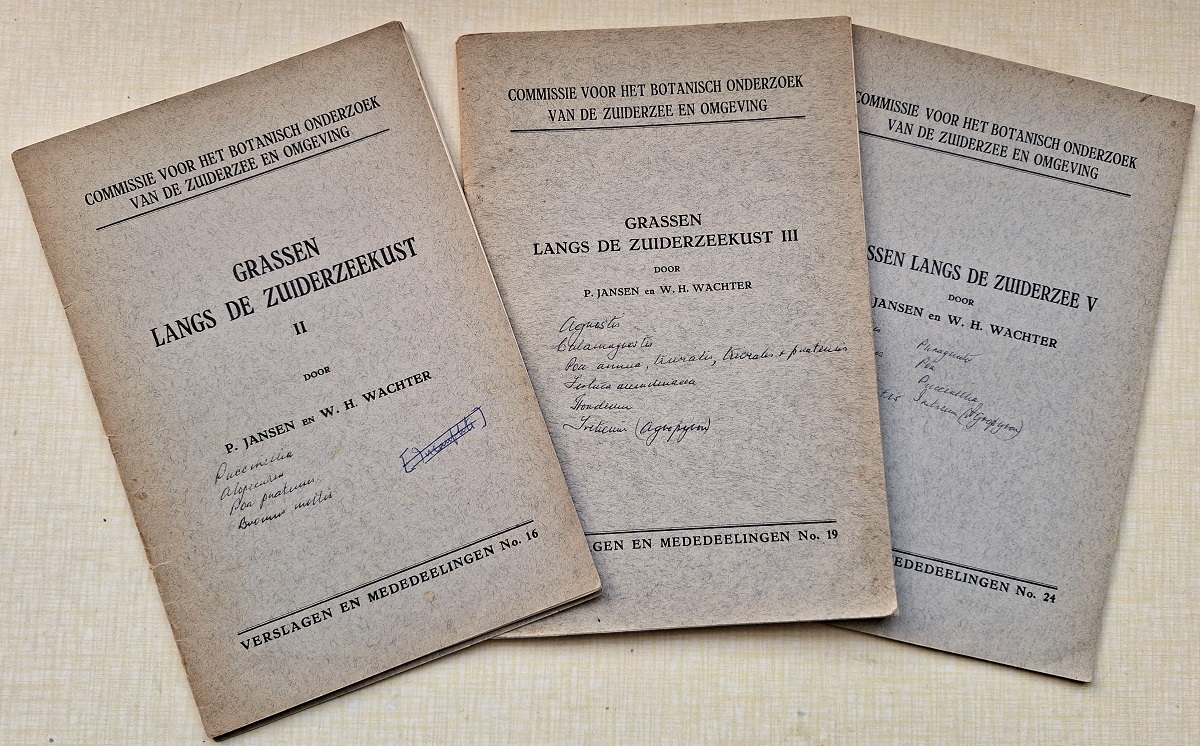 COMMISSIE VOOR HET BOTANISCH ONDERZOEK
VAN DE ZUIDERZEE EN OMGEVING
GRASSEN
LANGS DE ZUIDERZEEKUST
II
DOOR
P. JANSEN EN W. H. WACHTER
Puccinellia
Alopecurus
Poa pratensis
Bromus mollis
VERSLAGEN EN MEDEDEELINGEN No. 16
COMMISSIE VOOR HET BOTANISCH ONDERZOEK
VAN DE ZUIDERZEE EN OMGEVING
GRASSEN
LANGS DE ZUIDERZEEKUST III
DOOR
P. JANSEN en W. H. WACHTER
Agrostis
Calamagrostis
Poa annua, trivialis, trivialis + pratensis
Festuca arundinacea
Hordeum
Triticum (Agropyron)
GEN EN MEDEDEELINGEN No. 19
COMMISSIE VOOR HET BOTANISCH ONDERZOEK
VAN DE ZUIDERZEE EN OMGEVING
SSEN LANGS DE ZUIDERZEE V
DOOR
JANSEN en W. H. WACHTER
Phragmites
Poa
Puccinellia
Triticum (Agropyron)
EDEDEELINGEN No. 24